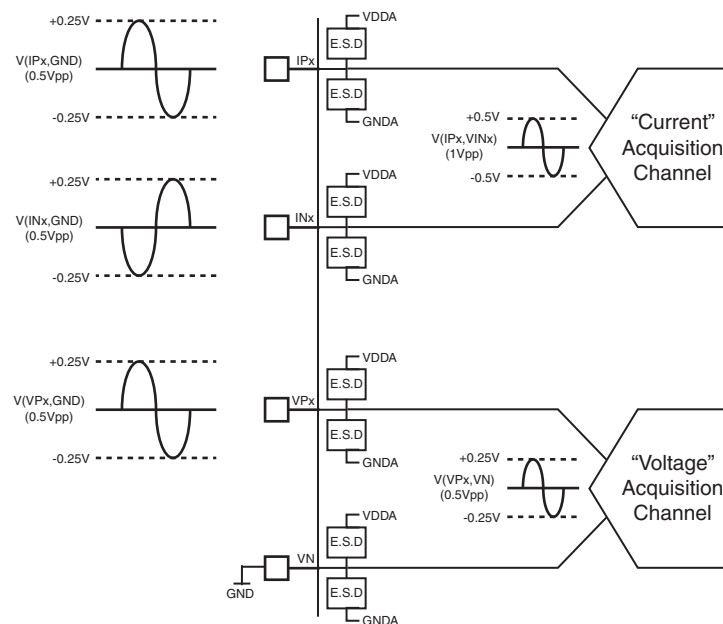 +0.25V
V(IPx,GND)
(0.5Vpp)
-0.25V
IPx
VDDA
E.S.D
E.S.D
GNDA
+0.5V
V(IPx,VINx)
(1Vpp)
-0.5V
“Current”
Acquisition
Channel
+0.25V
V(INx,GND)
(0.5Vpp)
-0.25V
INx
VDDA
E.S.D
E.S.D
GNDA
+0.25V
V(VPx,GND)
(0.5Vpp)
-0.25V
VPx
VDDA
E.S.D
E.S.D
GNDA
+0.25V
V(VPx,VN)
(0.5Vpp)
-0.25V
“Voltage”
Acquisition
Channel
GND
VN
VDDA
E.S.D
E.S.D
GNDA